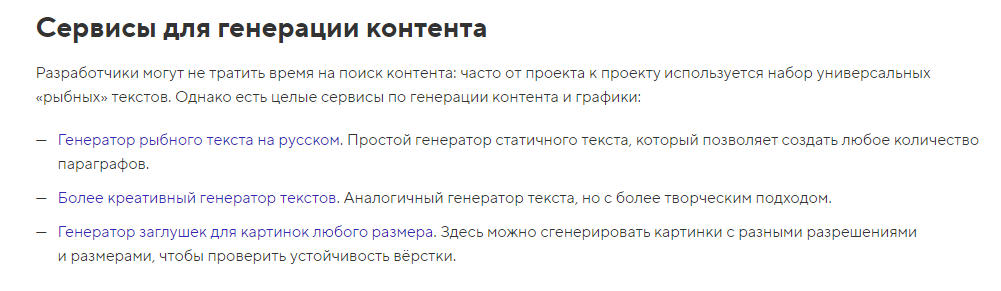 Сервисы для генерации контента
Разработчики могут не тратить время на поиск контента: часто от проекта к проекту используется набор универсальных
«рыбных» текстов. Однако есть целые сервисы по генерации контента и графики:
— Генератор рыбного текста на русском. Простой генератор статичного текста, который позволяет создать любое количество
параграфов.
— Более креативный генератор текстов. Аналогичный генератор текста, но с более творческим подходом.
— Генератор заглушек для картинок любого размера. Здесь можно сгенерировать картинки с разными разрешениями
и размерами, чтобы проверить устойчивость вёрстки.